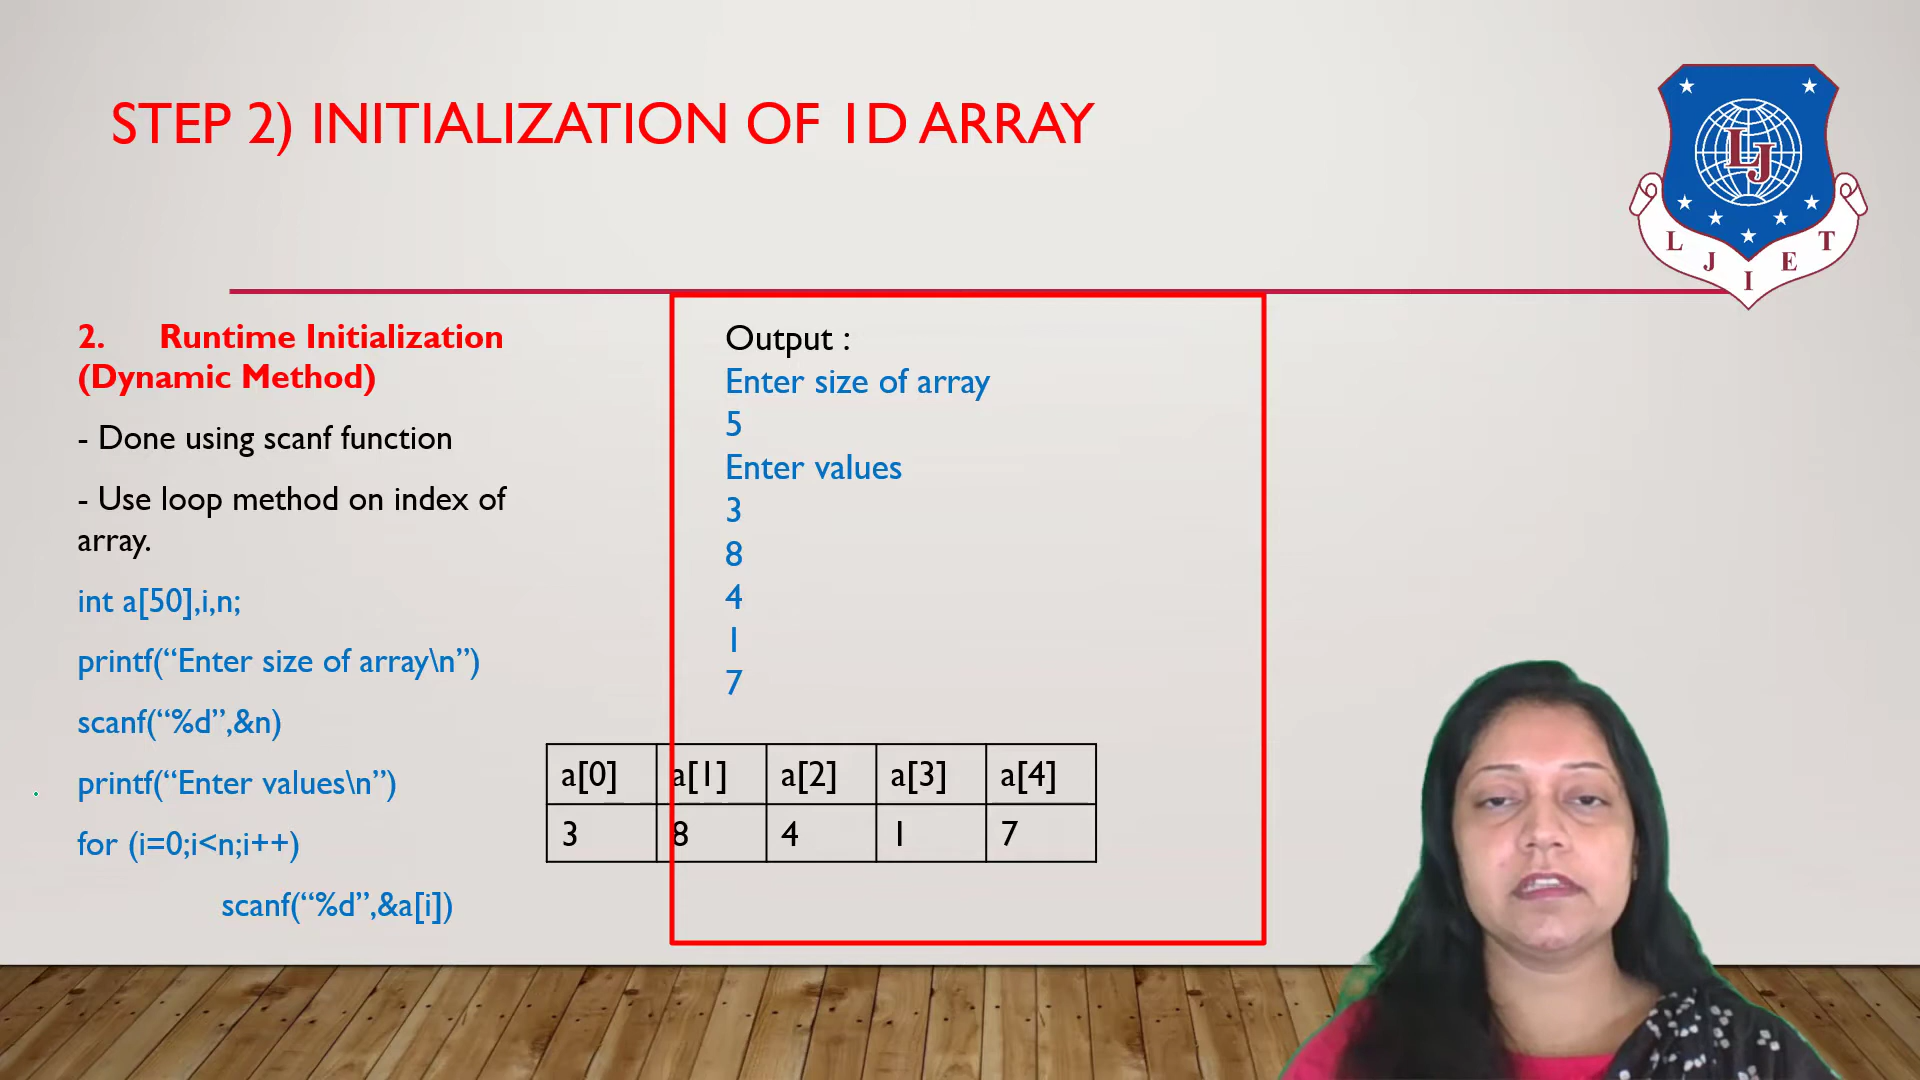 STEP 2) INITIALIZATION OF 1D ARRAY
LJ
L J I E T
2. Runtime Initialization
(Dynamic Method)
- Done using scanf function
- Use loop method on index of
array.
int a[50],i,n;
printf(“Enter size of array\n”)
scanf(“%d”,&n)
printf(“Enter values\n”)
for (i=0;i<n;i++)
scanf(“%d”,&a[i])
Output :
Enter size of array
5
Enter values
3
8
4
1
7
a[0] a[1] a[2] a[3] a[4]
3 8 4 1 7